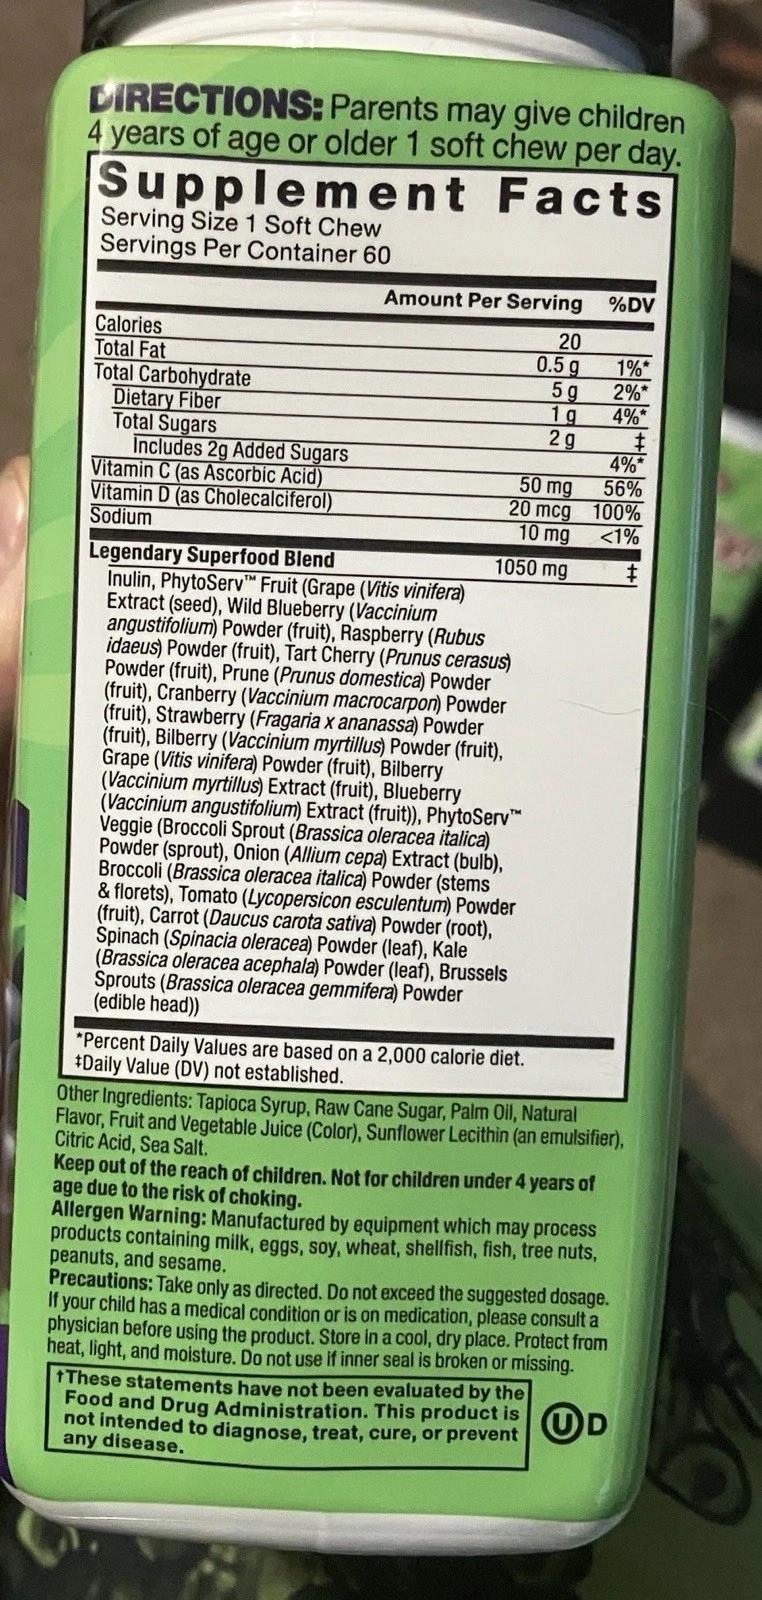 DIRECTIONS: Parents may give children
4 years of age or older 1 soft chew per day.
Supplement Facts
Serving Size 1 Soft Chew
Servings Per Container 60
Amount Per Serving %DV
Calories 20
Total Fat 0.5 g 1%*
Total Carbohydrate 5 g 2%*
Dietary Fiber 1 g 4%*
Total Sugars 2 g ‡
Includes 2g Added Sugars 4%*
Vitamin C (as Ascorbic Acid) 50 mg 56%
Vitamin D (as Cholecalciferol) 20 mcg 100%
Sodium 10 mg <1%
Legendary Superfood Blend 1050 mg ‡
Inulin, PhytoServ™ Fruit (Grape (Vitis vinifera)
Extract (seed), Wild Blueberry (Vaccinium
angustifolium) Powder (fruit), Raspberry (Rubus
idaeus) Powder (fruit), Tart Cherry (Prunus cerasus)
Powder (fruit), Prune (Prunus domestica) Powder
(fruit), Cranberry (Vaccinium macrocarpon) Powder
(fruit), Strawberry (Fragaria x ananassa) Powder
(fruit), Bilberry (Vaccinium myrtillus) Powder (fruit),
Grape (Vitis vinifera) Powder (fruit), Bilberry
(Vaccinium myrtillus) Extract (fruit), Blueberry
(Vaccinium angustifolium) Extract (fruit)), PhytoServ™
Veggie (Broccoli Sprout (Brassica oleracea italica)
Powder (sprout), Onion (Allium cepa) Extract (bulb),
Broccoli (Brassica oleracea italica) Powder (stems
& florets), Tomato (Lycopersicon esculentum) Powder
(fruit), Carrot (Daucus carota sativa) Powder (root),
Spinach (Spinacia oleracea) Powder (leaf), Kale
(Brassica oleracea acephala) Powder (leaf), Brussels
Sprouts (Brassica oleracea gemmifera) Powder
(edible head))
*Percent Daily Values are based on a 2,000 calorie diet.
‡Daily Value (DV) not established.
Other Ingredients: Tapioca Syrup, Raw Cane Sugar, Palm Oil, Natural
Flavor, Fruit and Vegetable Juice (Color), Sunflower Lecithin (an emulsifier),
Citric Acid, Sea Salt.
Keep out of the reach of children. Not for children under 4 years of
age due to the risk of choking.
Allergen Warning: Manufactured by equipment which may process
products containing milk, eggs, soy, wheat, shellfish, fish, tree nuts,
peanuts, and sesame.
Precautions: Take only as directed. Do not exceed the suggested dosage.
If your child has a medical condition or is on medication, please consult a
physician before using the product. Store in a cool, dry place. Protect from
heat, light, and moisture. Do not use if inner seal is broken or missing.
†These statements have not been evaluated by the
Food and Drug Administration. This product is
not intended to diagnose, treat, cure, or prevent
any disease.
U D